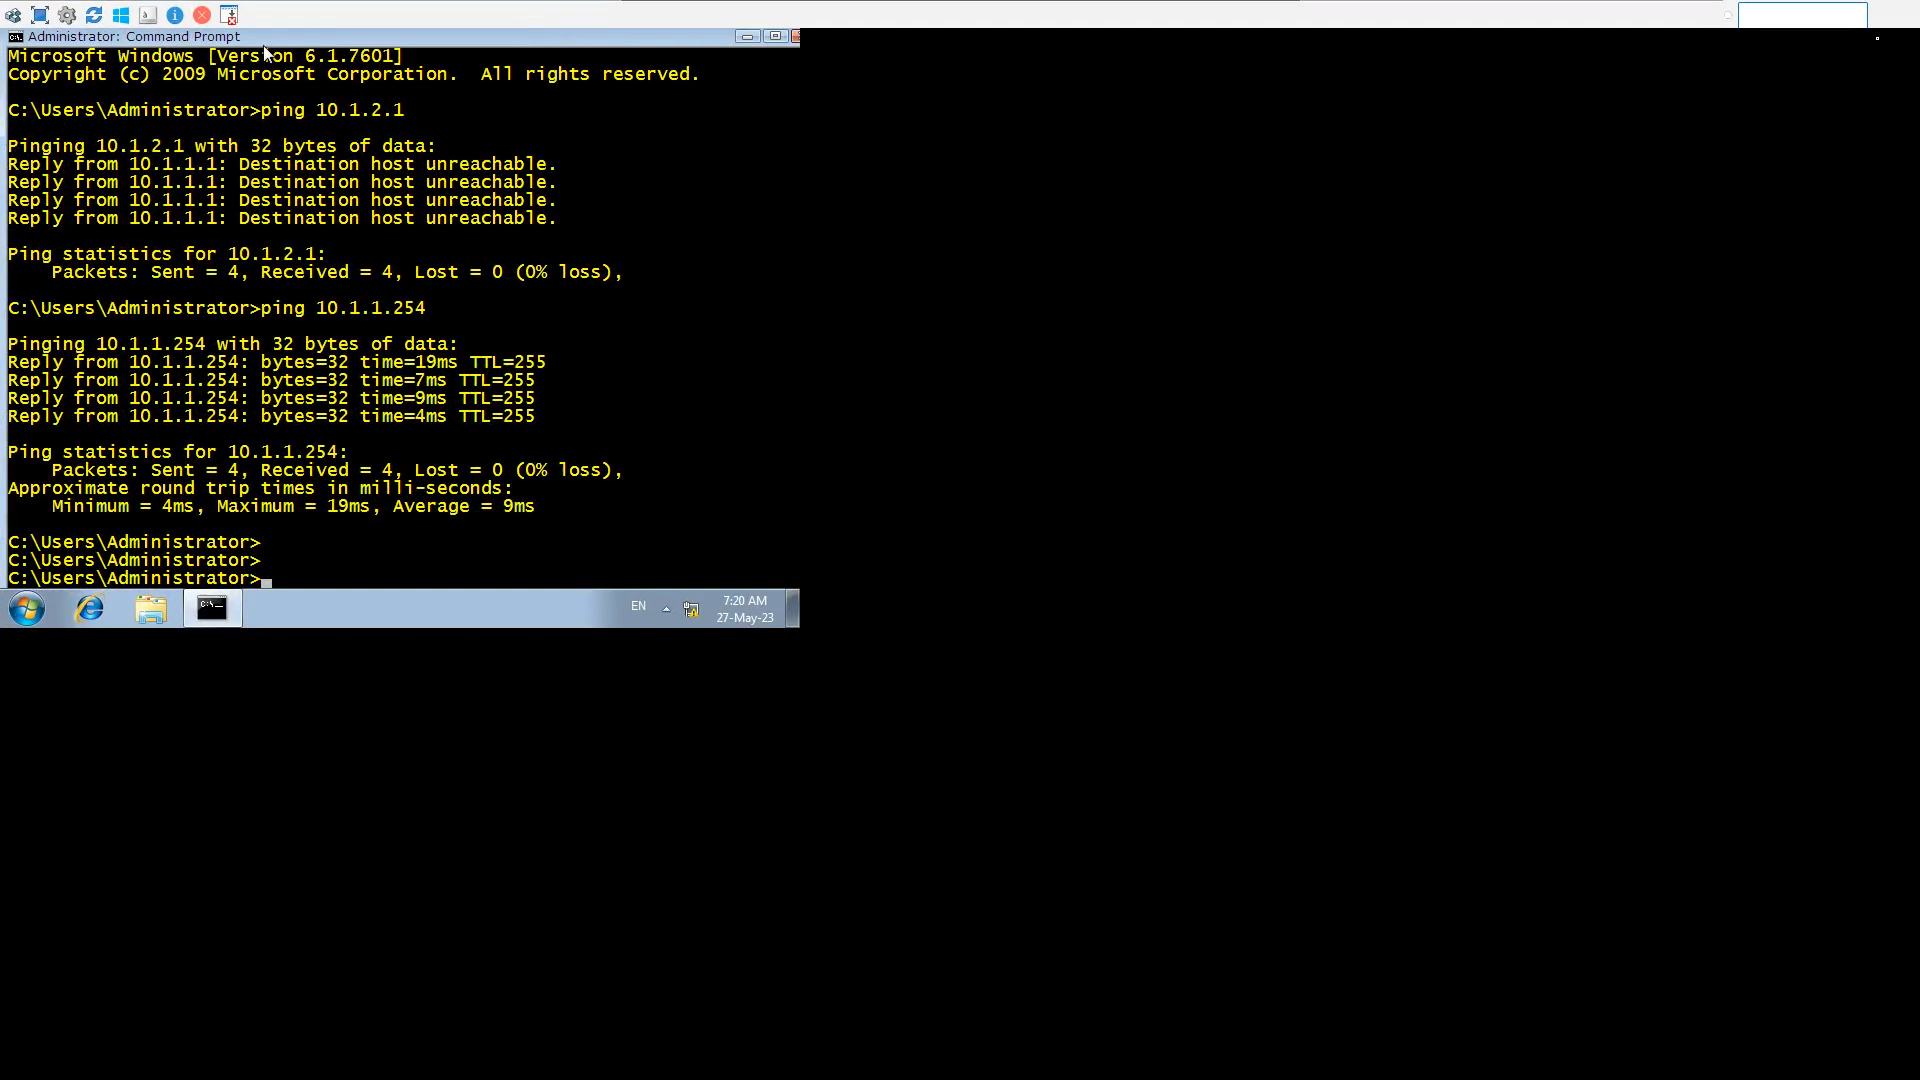 Administrator: Command Prompt
Microsoft Windows [Version 6.1.7601]
Copyright (c) 2009 Microsoft Corporation.  All rights reserved.
C:\Users\Administrator>ping 10.1.2.1
Pinging 10.1.2.1 with 32 bytes of data:
Reply from 10.1.1.1: Destination host unreachable.
Reply from 10.1.1.1: Destination host unreachable.
Reply from 10.1.1.1: Destination host unreachable.
Reply from 10.1.1.1: Destination host unreachable.
Ping statistics for 10.1.2.1:
    Packets: Sent = 4, Received = 4, Lost = 0 (0% loss),
C:\Users\Administrator>ping 10.1.1.254
Pinging 10.1.1.254 with 32 bytes of data:
Reply from 10.1.1.254: bytes=32 time=19ms TTL=255
Reply from 10.1.1.254: bytes=32 time=7ms TTL=255
Reply from 10.1.1.254: bytes=32 time=9ms TTL=255
Reply from 10.1.1.254: bytes=32 time=4ms TTL=255
Ping statistics for 10.1.1.254:
    Packets: Sent = 4, Received = 4, Lost = 0 (0% loss),
Approximate round trip times in milli-seconds:
    Minimum = 4ms, Maximum = 19ms, Average = 9ms
C:\Users\Administrator>
C:\Users\Administrator>
C:\Users\Administrator>
EN
7:20 AM
27-May-23